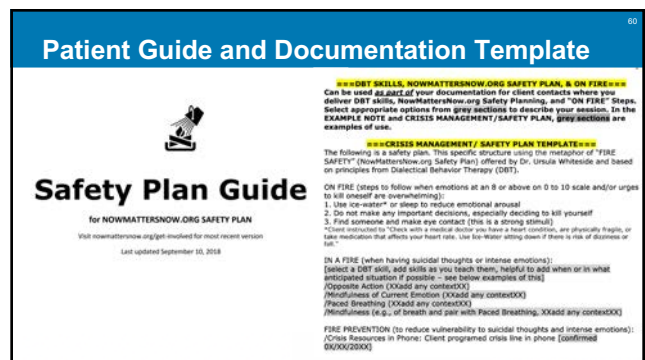 60
Patient Guide and Documentation Template
Safety Plan Guide
for NOWMATTERSNOW.ORG SAFETY PLAN
Visit nowmattersnow.org/get-involved for most recent version
Last updated September 10, 2018
===DBT SKILLS, NOWMATTERSNOW.ORG SAFETY PLAN, & ON FIRE===
Can be used as part of your documentation for client contacts where you
deliver DBT skills, NowMattersNow.org Safety Planning, and "ON FIRE" Steps.
Select appropriate options from grey sections to describe your session. In the
EXAMPLE NOTE and CRISIS MANAGEMENT/SAFETY PLAN, grey sections are
examples of use.
===CRISIS MANAGEMENT/ SAFETY PLAN TEMPLATE===
The following is a safety plan. This specific structure using the metaphor of "FIRE
SAFETY" (NowMattersNow.org Safety Plan) offered by Dr. Ursula Whiteside and based
on principles from Dialectical Behavior Therapy (DBT).
ON FIRE (steps to follow when emotions at an 8 or above on 0 to 10 scale and/or urges
to kill oneself are overwhelming):
1. Use ice-water* or sleep to reduce emotional arousal
2. Do not make any important decisions, especially deciding to kill yourself
3. Find someone and make eye contact (this is a strong stimuli)
*Client instructed to "Check with a medical doctor you have a heart condition, are physically fragile, or
take medication that affects your heart rate. Use Ice-Water sitting down if there is risk of dizziness or
fall."
IN A FIRE (when having suicidal thoughts or intense emotions):
[select a DBT skill, add skills as you teach them, helpful to add when or in what
anticipated situation if possible – see below examples of this]
/Opposite Action (XXadd any contextXX)
/Mindfulness of Current Emotion (XXadd any contextXX)
/Paced Breathing (XXadd any contextXX)
/Mindfulness (e.g., of breath and pair with Paced Breathing, XXadd any contextXX)
FIRE PREVENTION (to reduce vulnerability to suicidal thoughts and intense emotions):
/Crisis Resources in Phone: Client programed crisis line in phone [confirmed
0X/XX/20XX]